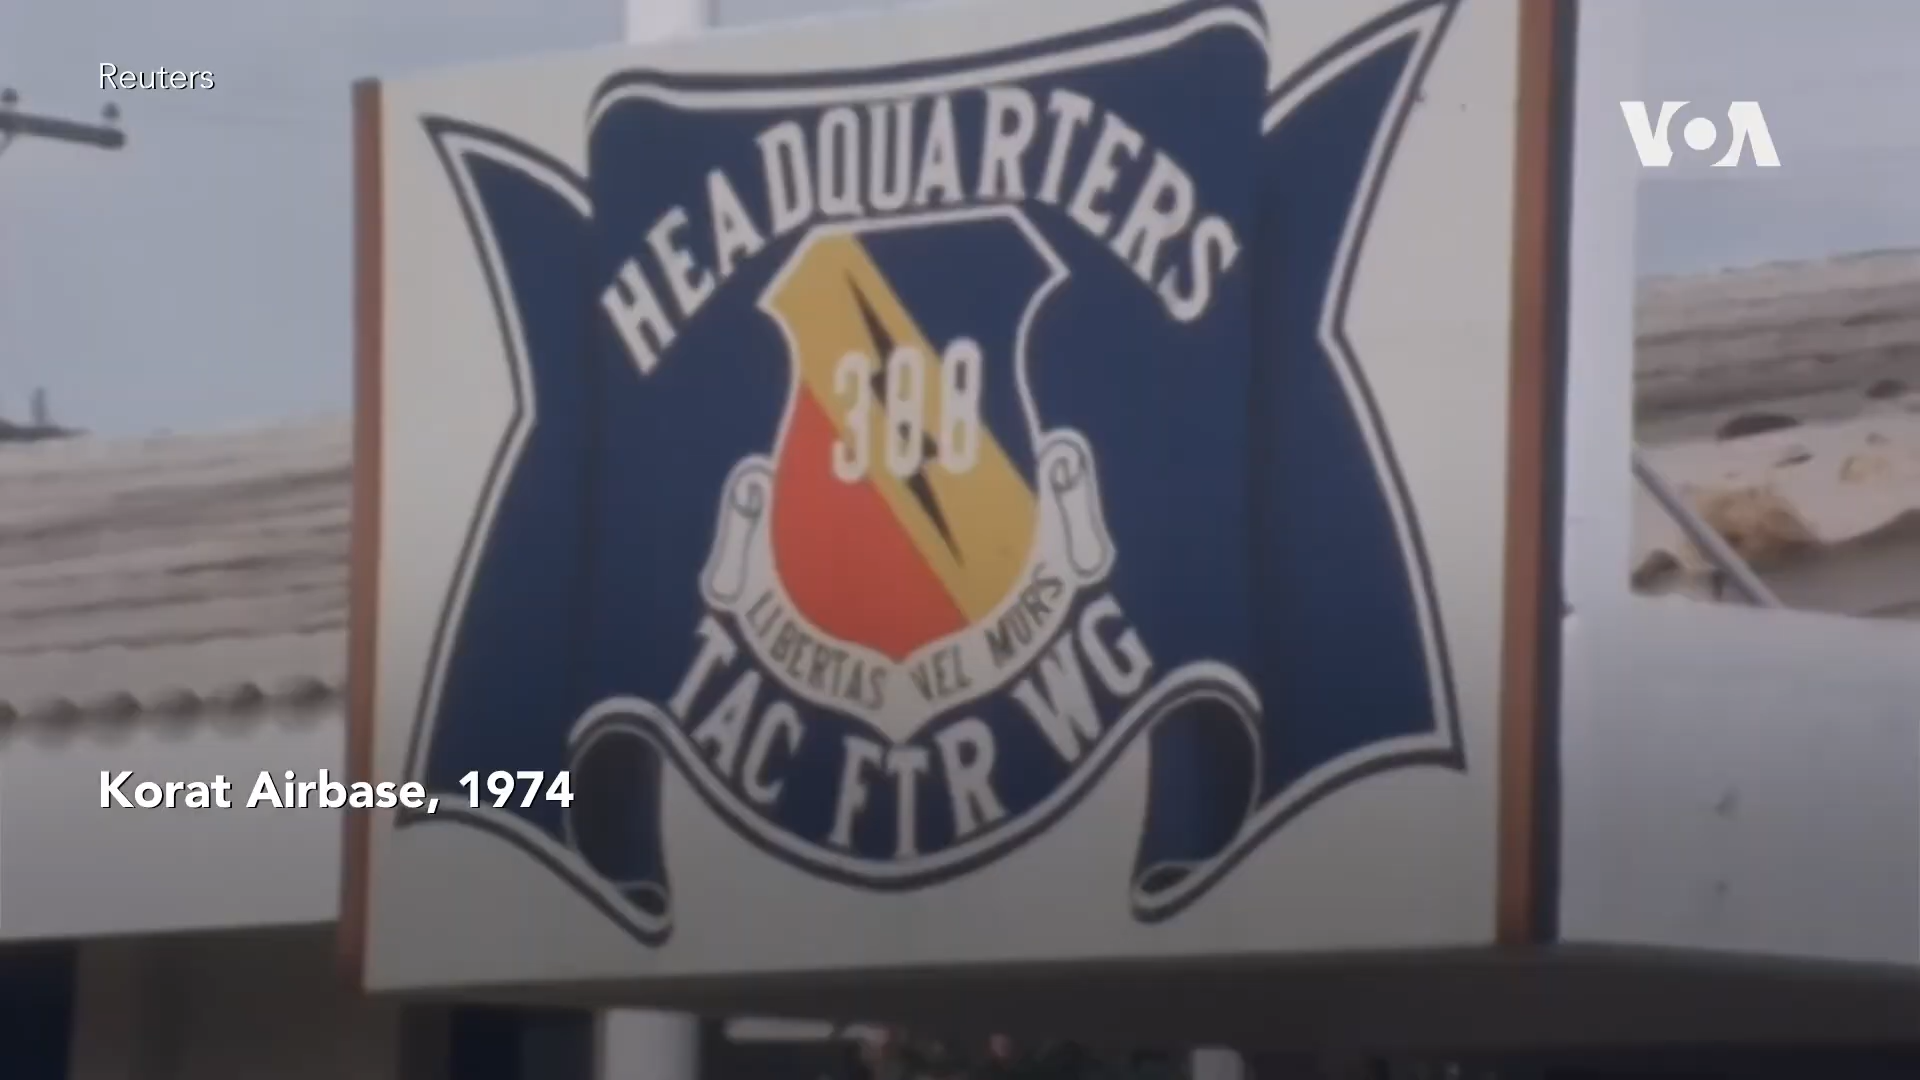 Reuters
VOA
HEADQUARTERS
388
LIBERTAS VEL MORS
TAC FTR WG
Korat Airbase, 1974